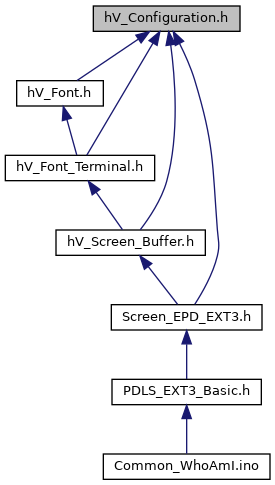 hV_Configuration.h
hV_Font.h
hV_Font_Terminal.h
hV_Screen_Buffer.h
Screen_EPD_EXT3.h
PDLS_EXT3_Basic.h
Common_WhoAmI.ino